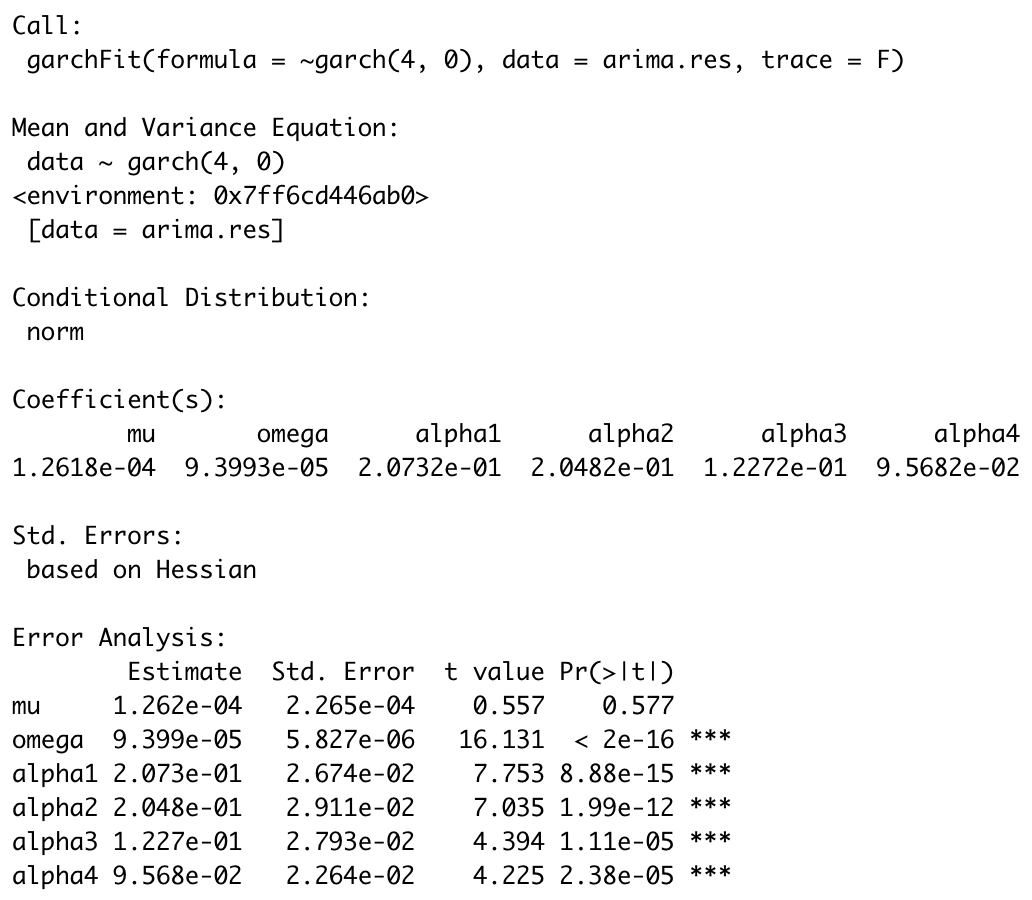 Call:
 garchFit(formula = ~garch(4, 0), data = arima.res, trace = F)

Mean and Variance Equation:
 data ~ garch(4, 0)
<environment: 0x7ff6cd446ab0>
 [data = arima.res]

Conditional Distribution:
 norm

Coefficient(s):
        mu       omega      alpha1      alpha2      alpha3      alpha4
1.2618e-04  9.3993e-05  2.0732e-01  2.0482e-01  1.2272e-01  9.5682e-02

Std. Errors:
 based on Hessian

Error Analysis:
        Estimate  Std. Error  t value Pr(>|t|)
mu     1.262e-04   2.265e-04    0.557    0.577
omega  9.399e-05   5.827e-06   16.131  < 2e-16 ***
alpha1 2.073e-01   2.674e-02    7.753 8.88e-15 ***
alpha2 2.048e-01   2.911e-02    7.035 1.99e-12 ***
alpha3 1.227e-01   2.793e-02    4.394 1.11e-05 ***
alpha4 9.568e-02   2.264e-02    4.225 2.38e-05 ***